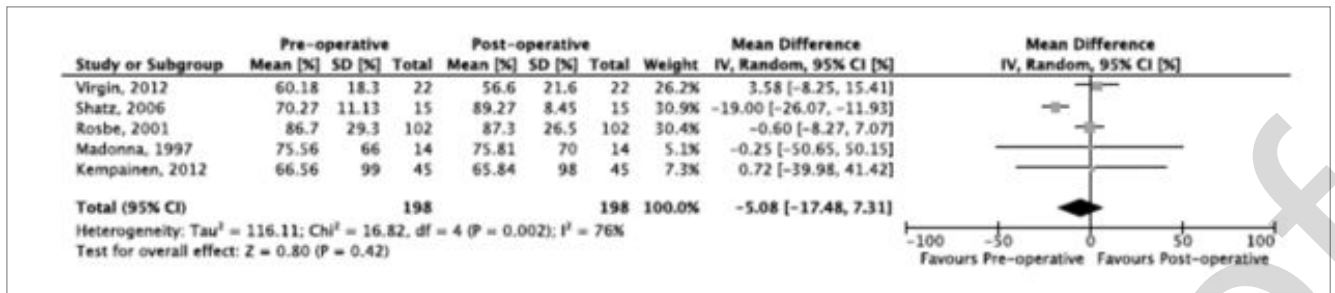 Pre-operative Post-operative Mean Difference Mean Difference
Study or Subgroup Mean [%] SD [%] Total Mean [%] SD [%] Total Weight IV, Random, 95% CI [%] IV, Random, 95% CI [%]
Virgin, 2012 60.18 18.3 22 56.6 21.6 22 26.2% 3.58 [-8.25, 15.41]
Shatz, 2006 70.27 11.13 15 89.27 8.45 15 30.9% -19.00 [-26.07, -11.93]
Rosbe, 2001 86.7 29.3 102 87.3 26.5 102 30.4% -0.60 [-8.27, 7.07]
Madonna, 1997 75.56 66 14 75.81 70 14 5.1% -0.25 [-50.65, 50.15]
Kempainen, 2012 66.56 99 45 65.84 98 45 7.3% 0.72 [-39.98, 41.42]
Total (95% CI) 198 198 100.0% -5.08 [-17.48, 7.31]
Heterogeneity: Tau² = 116.11; Chi² = 16.82, df = 4 (P = 0.002); I² = 76%
Test for overall effect: Z = 0.80 (P = 0.42)
-100 -50 0 50 100
Favours Pre-operative Favours Post-operative